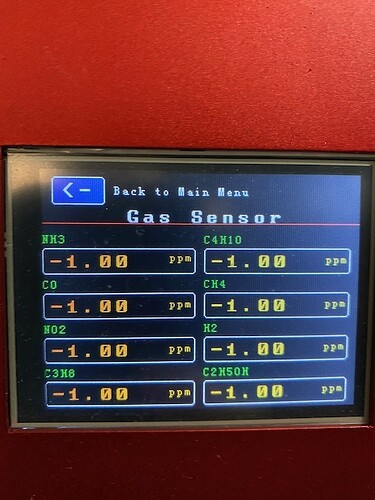 <- Back to Main Menu
Gas Sensor
NH3 C4H10
-1.00 ppm -1.00 ppm
CO CH4
-1.00 ppm -1.00 ppm
NO2 H2
-1.00 ppm -1.00 ppm
C3H8 C2H5OH
-1.00 ppm -1.00 ppm